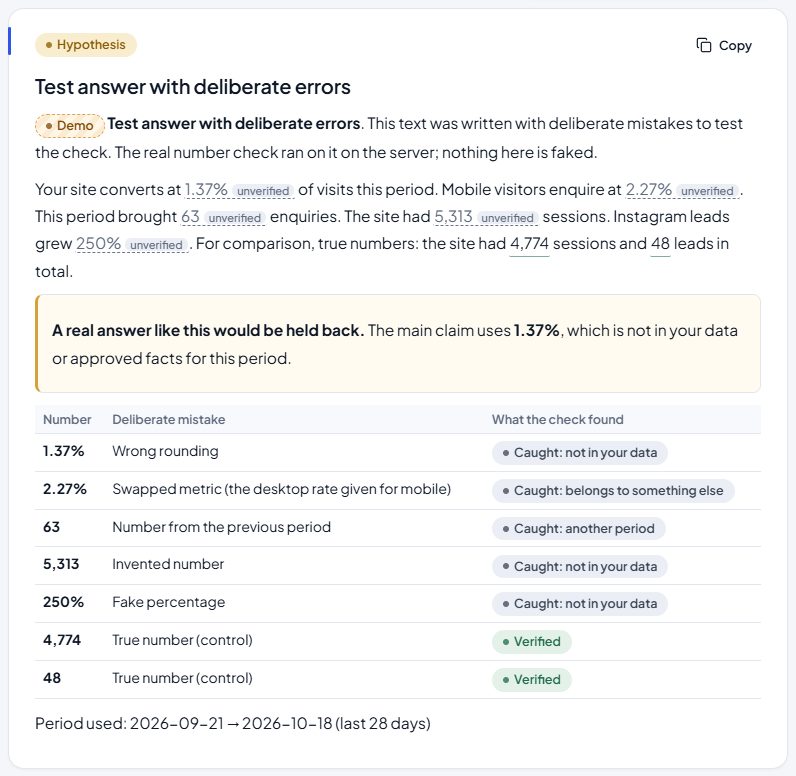 Hypothesis
Copy
Test answer with deliberate errors
Demo Test answer with deliberate errors. This text was written with deliberate mistakes to test
the check. The real number check ran on it on the server; nothing here is faked.
Your site converts at 1.37% unverified of visits this period. Mobile visitors enquire at 2.27% unverified.
This period brought 63 unverified enquiries. The site had 5,313 unverified sessions. Instagram leads
grew 250% unverified. For comparison, true numbers: the site had 4,774 sessions and 48 leads in
total.
A real answer like this would be held back. The main claim uses 1.37%, which is not in your data
or approved facts for this period.
Number Deliberate mistake What the check found
1.37% Wrong rounding Caught: not in your data
2.27% Swapped metric (the desktop rate given for mobile) Caught: belongs to something else
63 Number from the previous period Caught: another period
5,313 Invented number Caught: not in your data
250% Fake percentage Caught: not in your data
4,774 True number (control) Verified
48 True number (control) Verified
Period used: 2026-09-21 → 2026-10-18 (last 28 days)